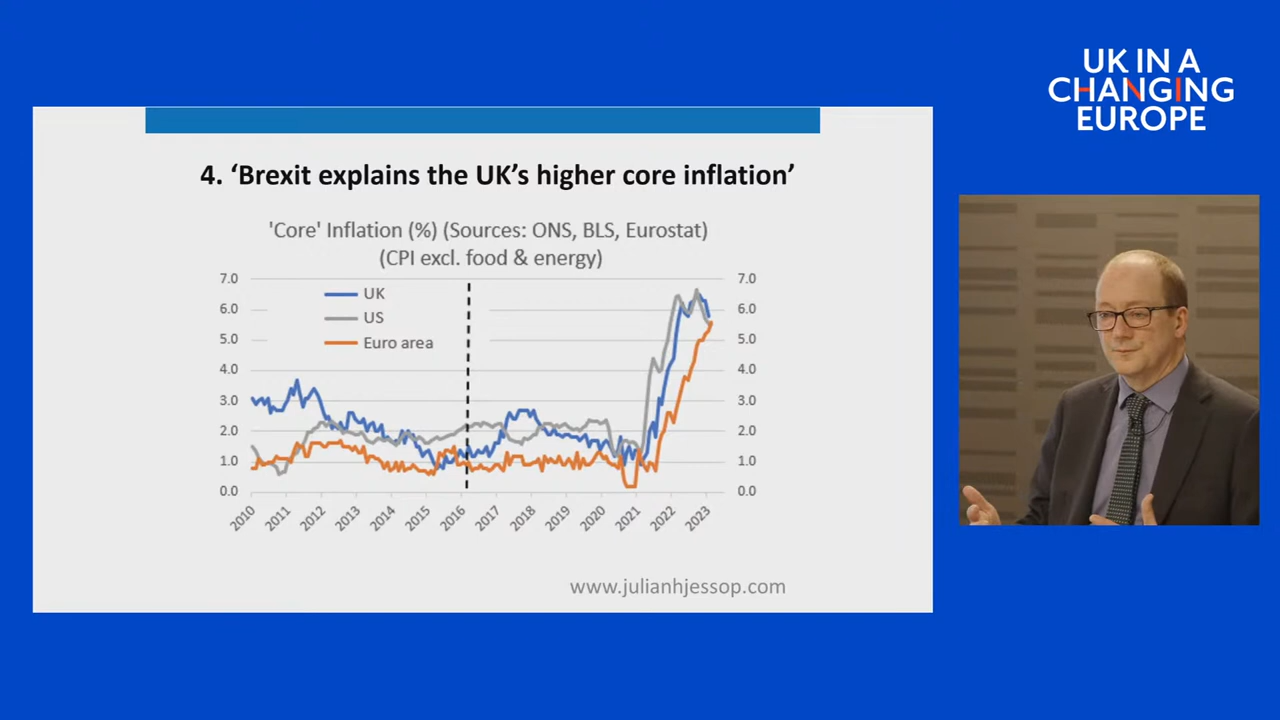 UK IN A
CHANGING
EUROPE
4. ‘Brexit explains the UK’s higher core inflation’
'Core' Inflation (%) (Sources: ONS, BLS, Eurostat)
(CPI excl. food & energy)
7.0 7.0
UK
6.0 6.0
US
5.0 5.0
Euro area
4.0 4.0
3.0 3.0
2.0 2.0
1.0 1.0
0.0 0.0
2010 2011 2012 2013 2014 2015 2016 2017 2018 2019 2020 2021 2022 2023
www.julianhjessop.com